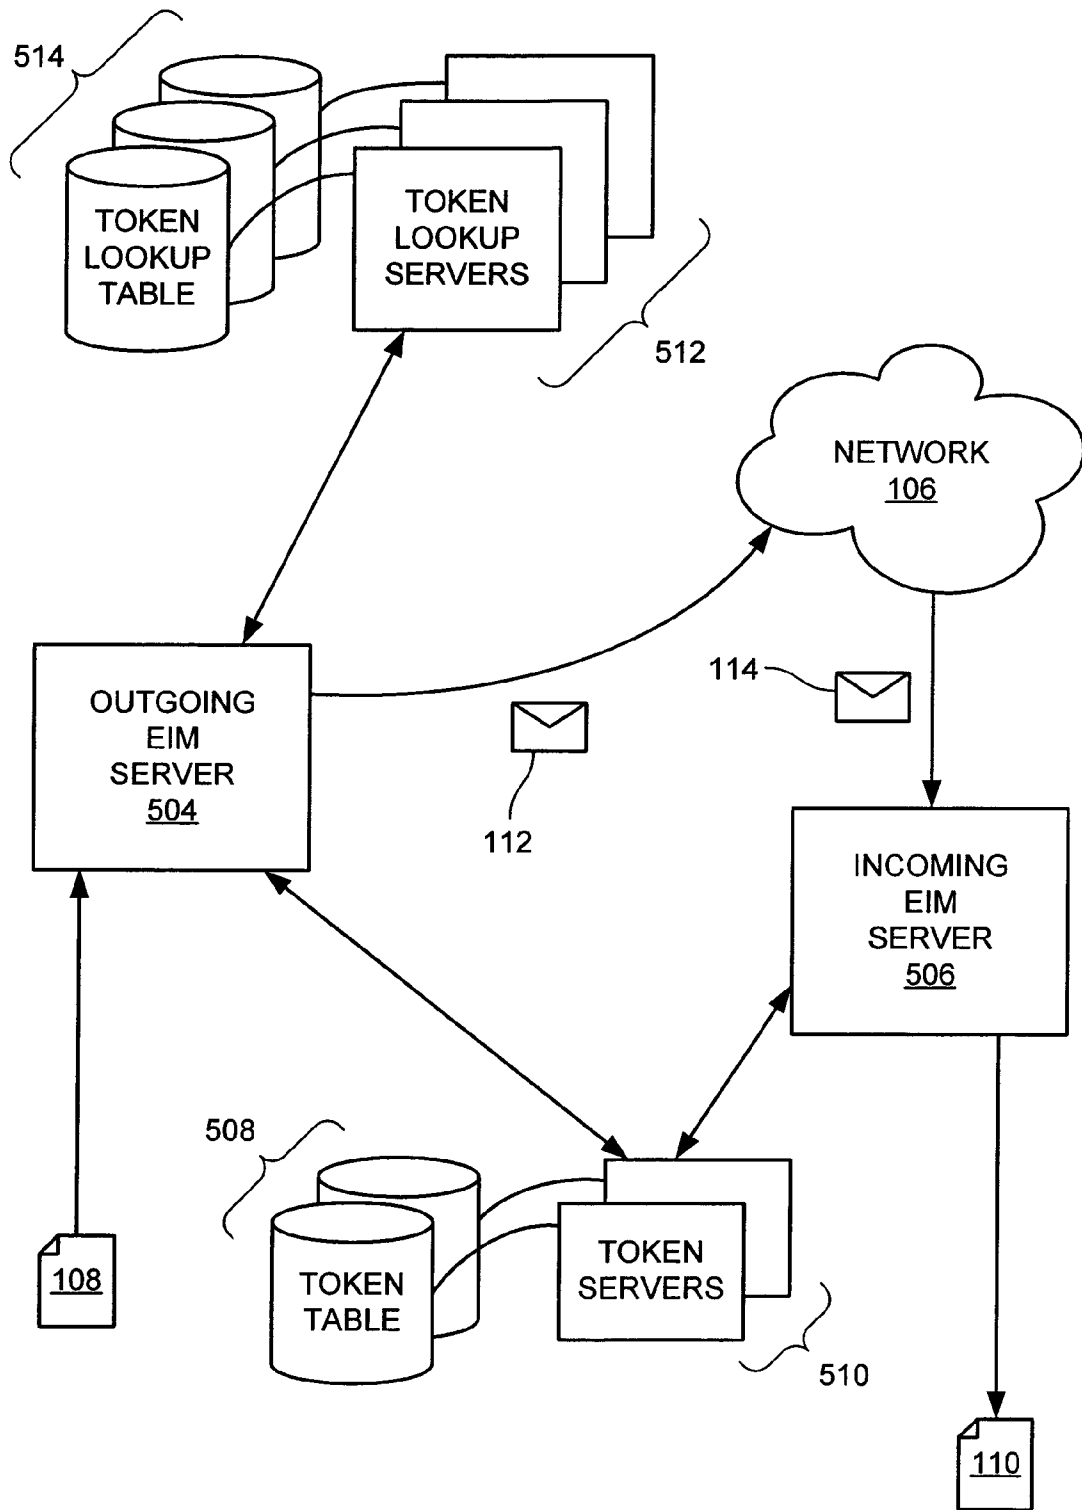 514
TOKEN
LOOKUP
TABLE
TOKEN
LOOKUP
SERVERS
512
NETWORK
106
OUTGOING
EIM
SERVER
504
112
114
INCOMING
EIM
SERVER
506
508
TOKEN
TABLE
TOKEN
SERVERS
510
108
110